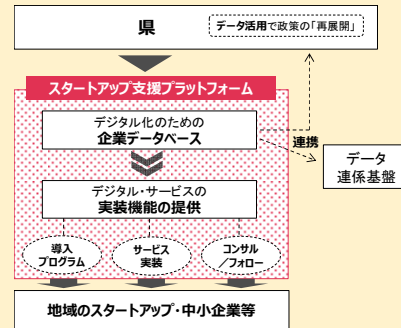 県
データ活用で政策の「再展開」
スタートアップ支援プラットフォーム
デジタル化のための
企業データベース
連携
データ
連係基盤
デジタル・サービスの
実装機能の提供
導入
プログラム
サービス
実装
コンサル
／フォロー
地域のスタートアップ・中小企業等